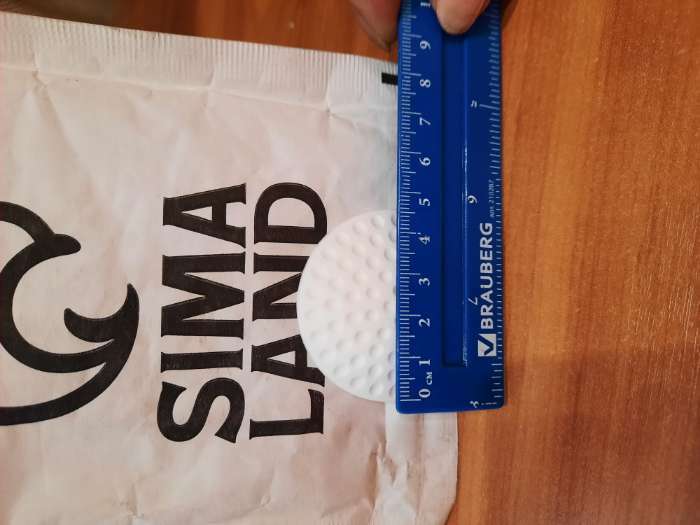 SIMA
LAND
0 см 1 2 3 4 5 6 7 8 9
BRAUBERG